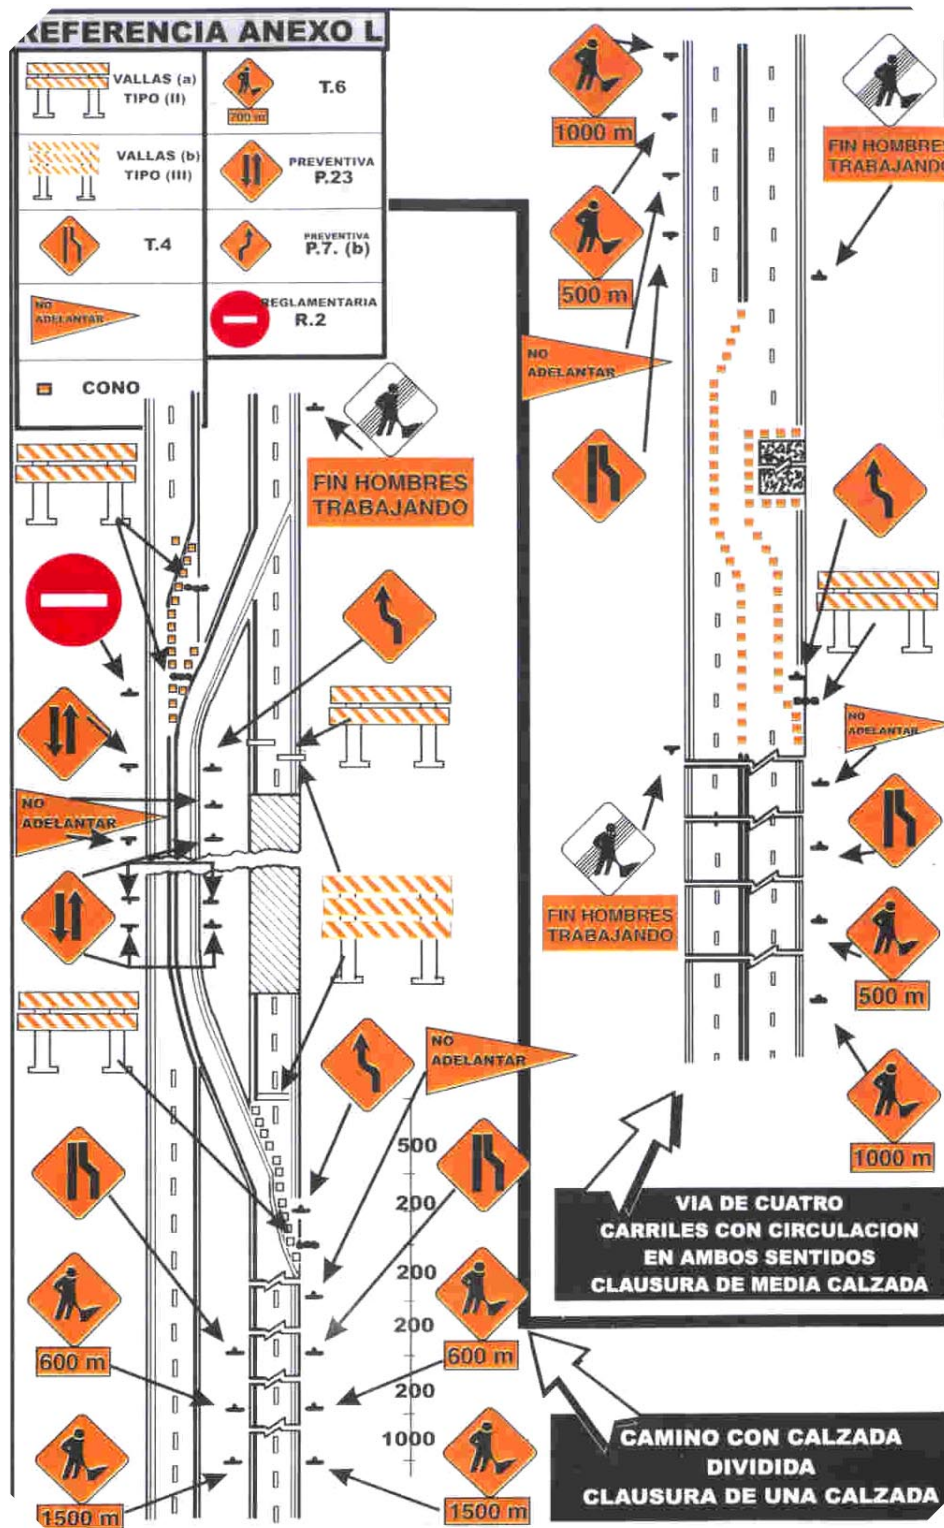 REFERENCIA ANEXO L
VALLAS (a)
TIPO (II)
T.6
700 m
VALLAS (b)
TIPO (III)
PREVENTIVA
P.23
T.4
PREVENTIVA
P.7. (b)
NO
ADELANTAR
REGLAMENTARIA
R.2
CONO
FIN HOMBRES
TRABAJANDO
NO
ADELANTAR
NO
ADELANTAR
500
200
200
200
200
1000
600 m
600 m
1500 m
1500 m
1000 m
FIN HOMBRES
TRABAJANDO
500 m
NO
ADELANTAR
NO
ADELANTAR
FIN HOMBRES
TRABAJANDO
500 m
1000 m
VIA DE CUATRO
CARRILES CON CIRCULACION
EN AMBOS SENTIDOS
CLAUSURA DE MEDIA CALZADA
CAMINO CON CALZADA
DIVIDIDA
CLAUSURA DE UNA CALZADA